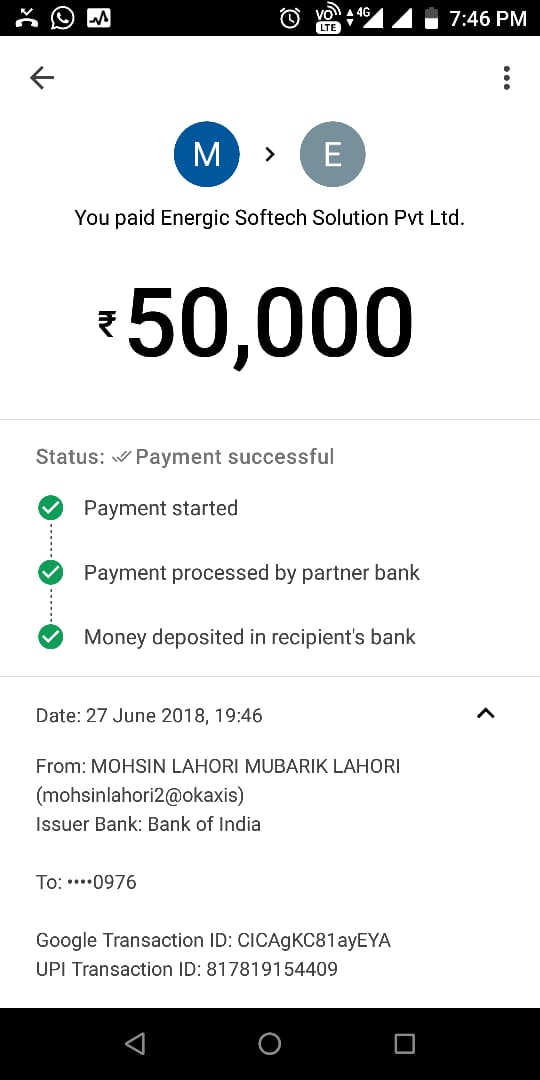 VO LTE 4G 7:46 PM
M > E
You paid Energic Softech Solution Pvt Ltd.
₹50,000
Status: Payment successful
Payment started
Payment processed by partner bank
Money deposited in recipient's bank
Date: 27 June 2018, 19:46
From: MOHSIN LAHORI MUBARIK LAHORI
(mohsinlahori2@okaxis)
Issuer Bank: Bank of India
To: ••••0976
Google Transaction ID: CICAgKC81ayEYA
UPI Transaction ID: 817819154409